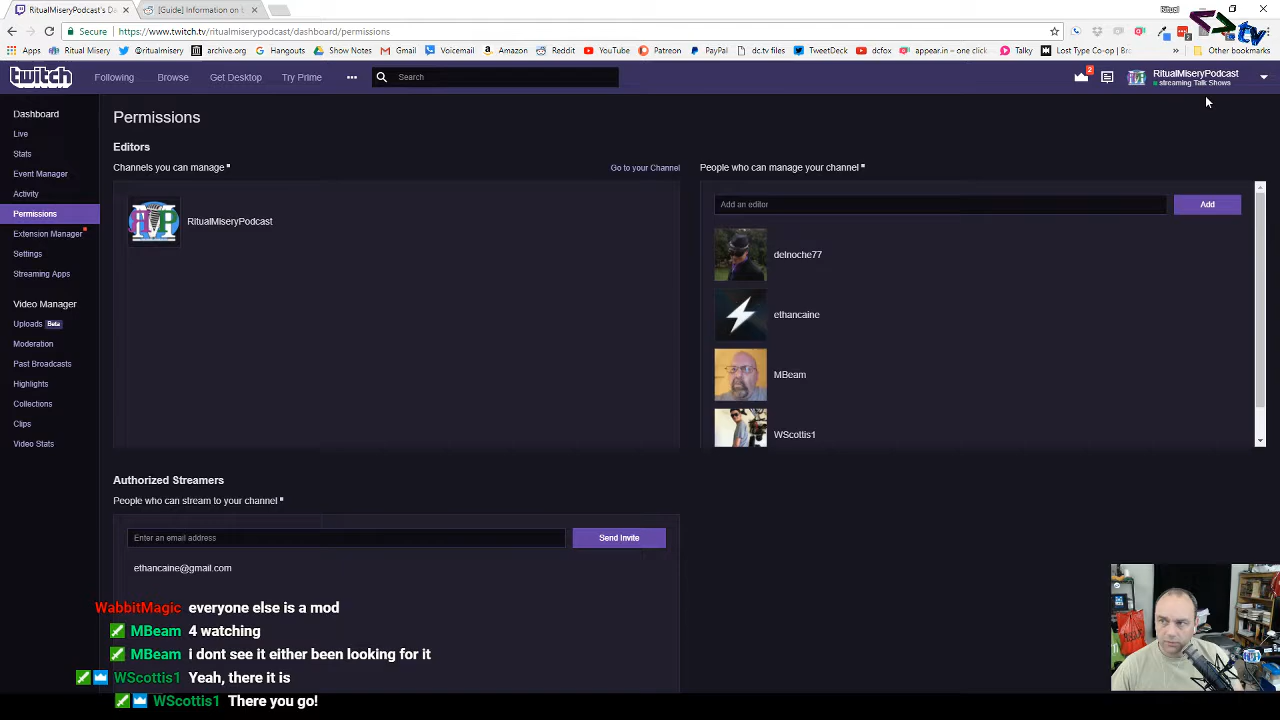 RitualMiseryPodcast's Da
[Guide] Information on t
Ritual
Secure
https://www.twitch.tv/ritualmiserypodcast/dashboard/permissions
Apps
Ritual Misery
@ritualmisery
archive.org
Hangouts
Show Notes
Gmail
Voicemail
Amazon
Reddit
YouTube
Patreon
dctv files
TweetDeck
dcfox
appear.in – one clic
Talky
Lost Type Co-op | Bro
Other bookmarks
tv
twitch
Following
Browse
Get Desktop
Try Prime
Search
2
RitualMiseryPodcast
streaming Talk Shows
Dashboard
Live
Stats
Event Manager
Activity
Permissions
Extension Manager
Settings
Streaming Apps
Video Manager
Uploads Beta
Moderation
Past Broadcasts
Highlights
Collections
Clips
Video Stats
Permissions
Editors
Channels you can manage
Go to your Channel
RitualMiseryPodcast
People who can manage your channel
Add an editor
Add
delnoche77
ethancaine
MBeam
WScottis1
Authorized Streamers
People who can stream to your channel
Enter an email address
Send Invite
ethancaine@gmail.com
WabbitMagic everyone else is a mod
MBeam 4 watching
MBeam i dont see it either been looking for it
WScottis1 Yeah, there it is
WScottis1 There you go!